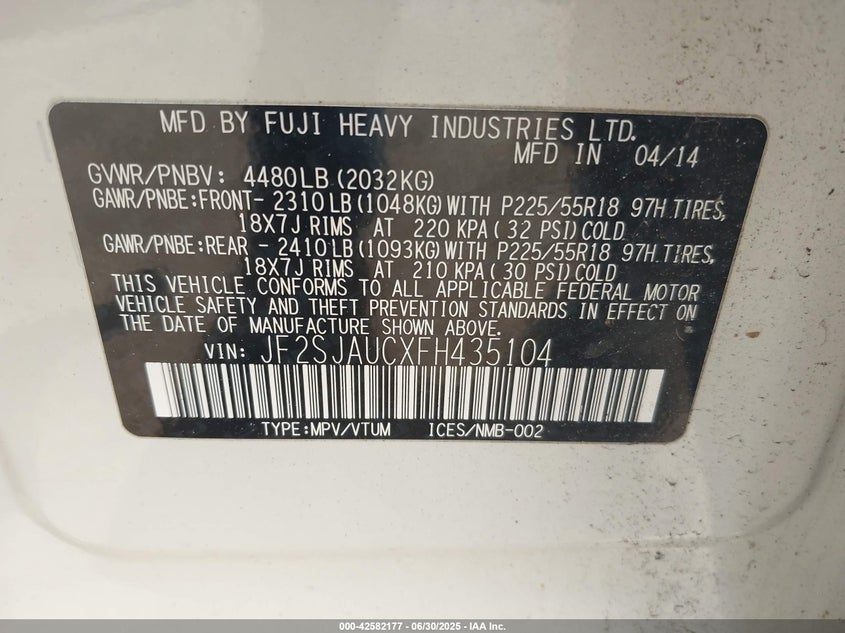 MFD BY FUJI HEAVY INDUSTRIES LTD.
MFD IN 04/14
GVWR/PNBV: 4480LB(2032KG)
GAWR/PNBE:FRONT- 2310LB(1048KG)WITH P225/55R18 97H TIRES,
18X7J RIMS AT 220 KPA(32 PSI)COLD
GAWR/PNBE:REAR - 2410LB(1093KG)WITH P225/55R18 97H TIRES,
18X7J RIMS AT 210 KPA(30 PSI)COLD
THIS VEHICLE CONFORMS TO ALL APPLICABLE FEDERAL MOTOR
VEHICLE SAFETY AND THEFT PREVENTION STANDARDS IN EFFECT ON
THE DATE OF MANUFACTURE SHOWN ABOVE.
VIN: JF2SJAUCXFH435104
TYPE:MPV/VTUM ICES/NMB-002
000-42582177 - 06/30/2025 - IAA Inc.